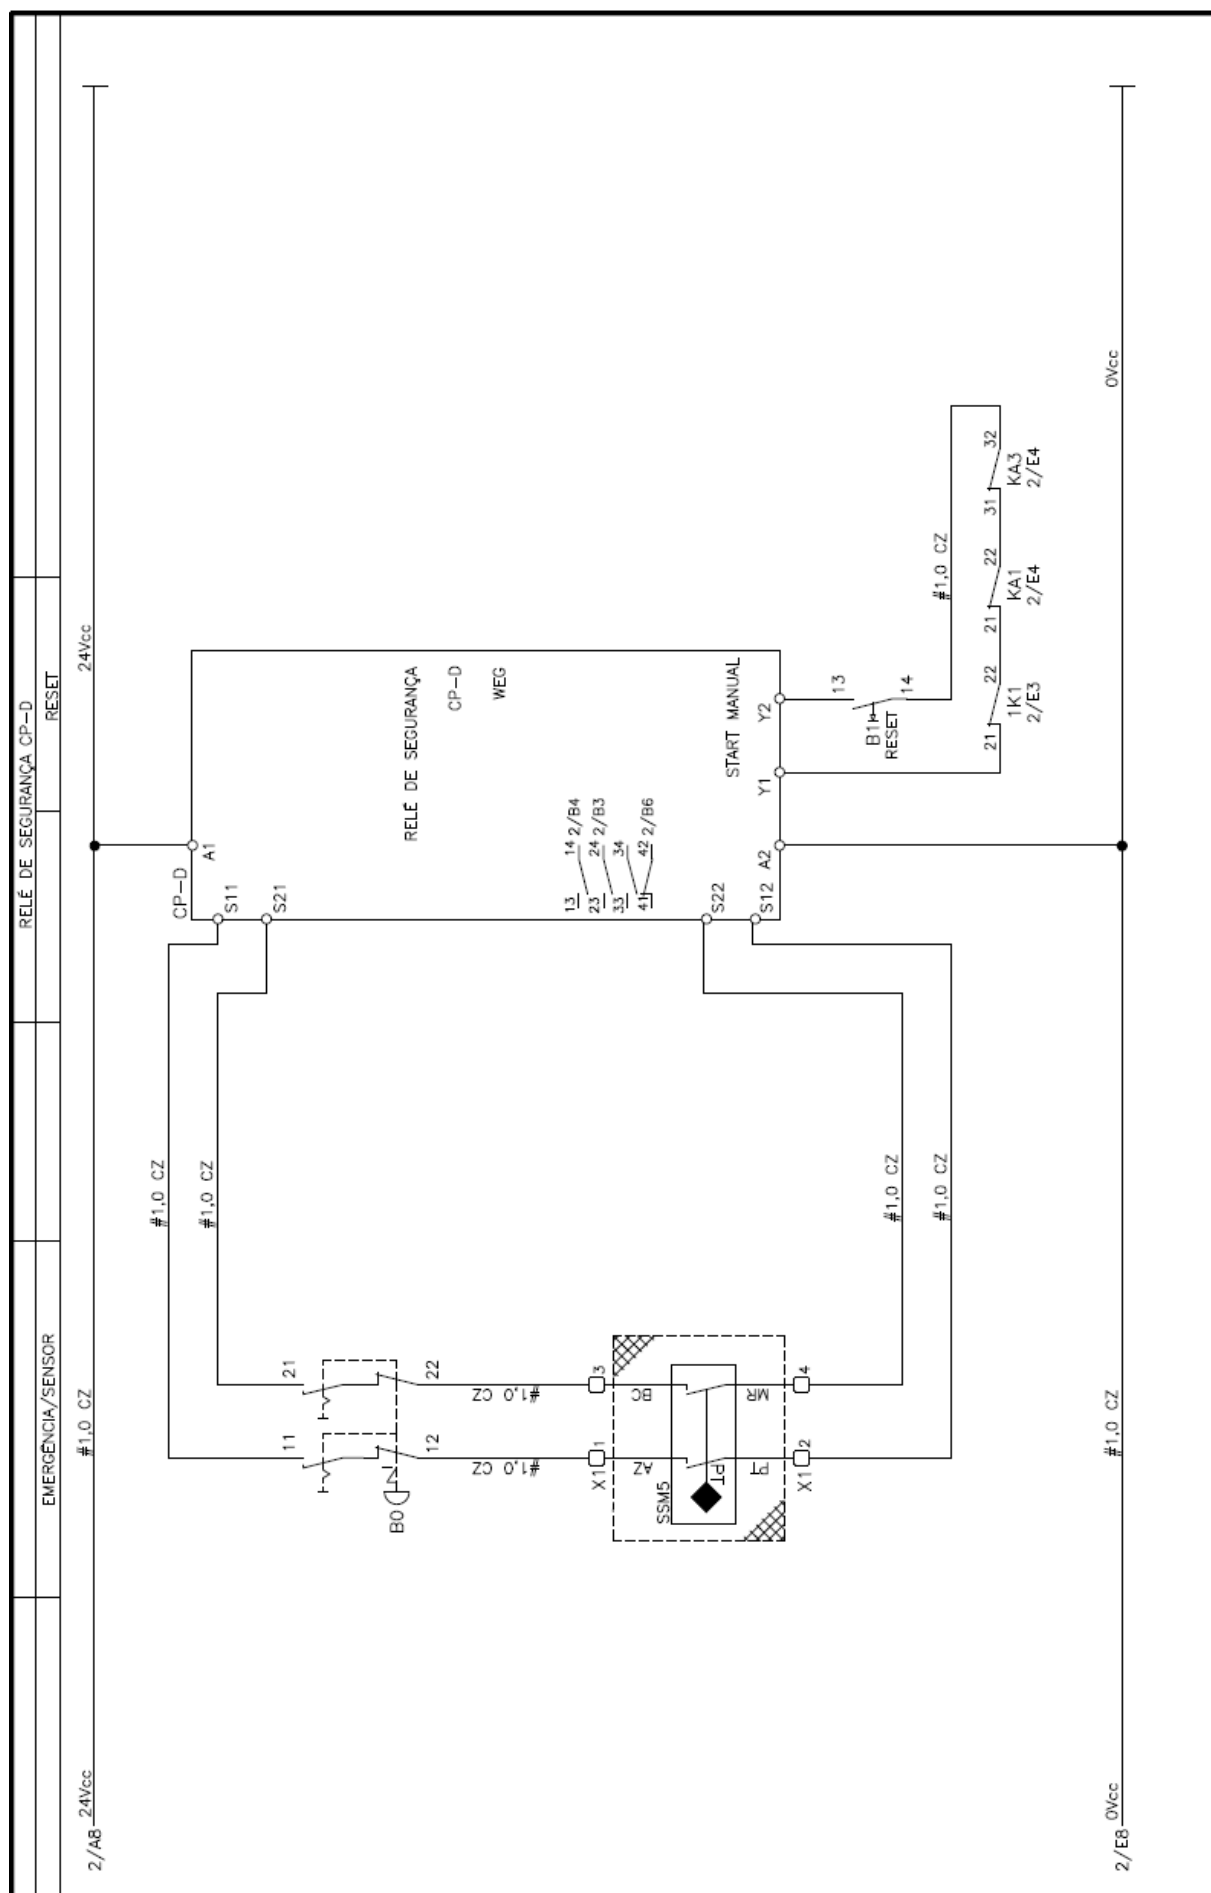 RELÉ DE SEGURANÇA CP-D
EMERGÊNCIA/SENSOR
RESET
2/A8
24Vcc
#1,0 CZ
24Vcc
#1,0 CZ
#1,0 CZ
CP-D
A1
S11
S21
RELÉ DE SEGURANÇA
CP-D
WEG
13
14 2/B4
23
24 2/B3
33
34
41
42 2/B6
START MANUAL
S22
S12
A2
Y1
Y2
11
21
12
22
B0
#1,0 CZ
#1,0 CZ
X1
1
3
AZ
BC
SSM5
PT
PT
MR
X1
2
4
#1,0 CZ
#1,0 CZ
13
14
B1
RESET
#1,0 CZ
21
22
1K1
2/E3
21
22
KA1
2/E4
31
32
KA3
2/E4
2/E8
0Vcc
#1,0 CZ
0Vcc